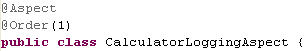 @Aspect
@Order(1)
public class CalculatorLoggingAspect {